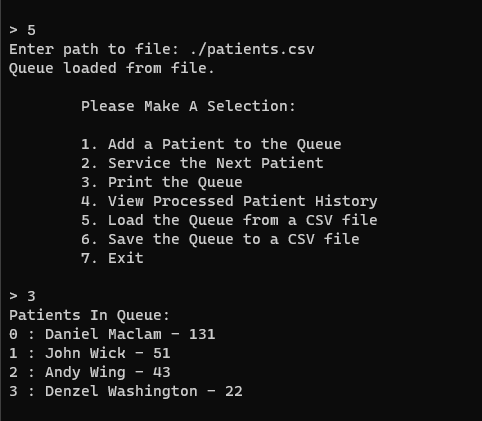 > 5
Enter path to file: ./patients.csv
Queue loaded from file.
Please Make A Selection:
1. Add a Patient to the Queue
2. Service the Next Patient
3. Print the Queue
4. View Processed Patient History
5. Load the Queue from a CSV file
6. Save the Queue to a CSV file
7. Exit
> 3
Patients In Queue:
0 : Daniel Maclam - 131
1 : John Wick - 51
2 : Andy Wing - 43
3 : Denzel Washington - 22